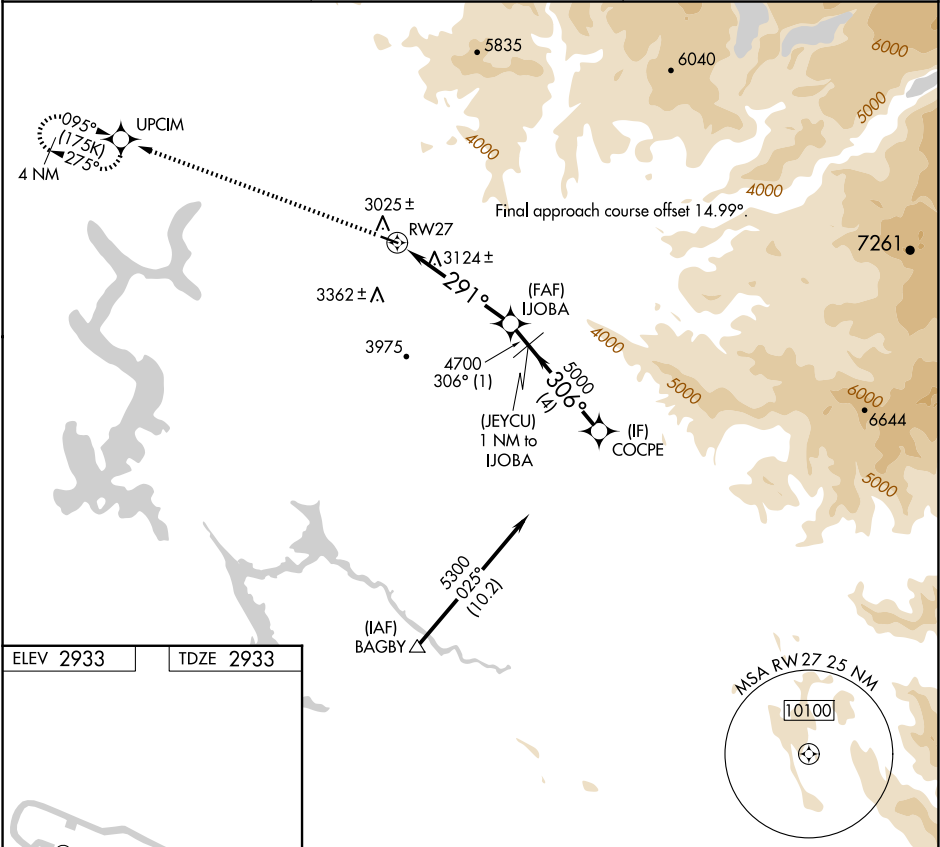 5835
6040
6000
5000
4000
4000
095°
(175K)
275°
4 NM
UPCIM
Final approach course offset 14.99°.
3025 ±
RW27
7261
3124 ±
291°
3362 ±
(FAF)
IJOBA
4000
3975
4700
306° (1)
5000
306°
(4)
5000
6000
6644
(JEYCU)
1 NM to
IJOBA
(IF)
COCPE
5000
5300
025°
(10.2)
(IAF)
BAGBY
ELEV 2933
TDZE 2933
MSA RW27 25 NM
10100